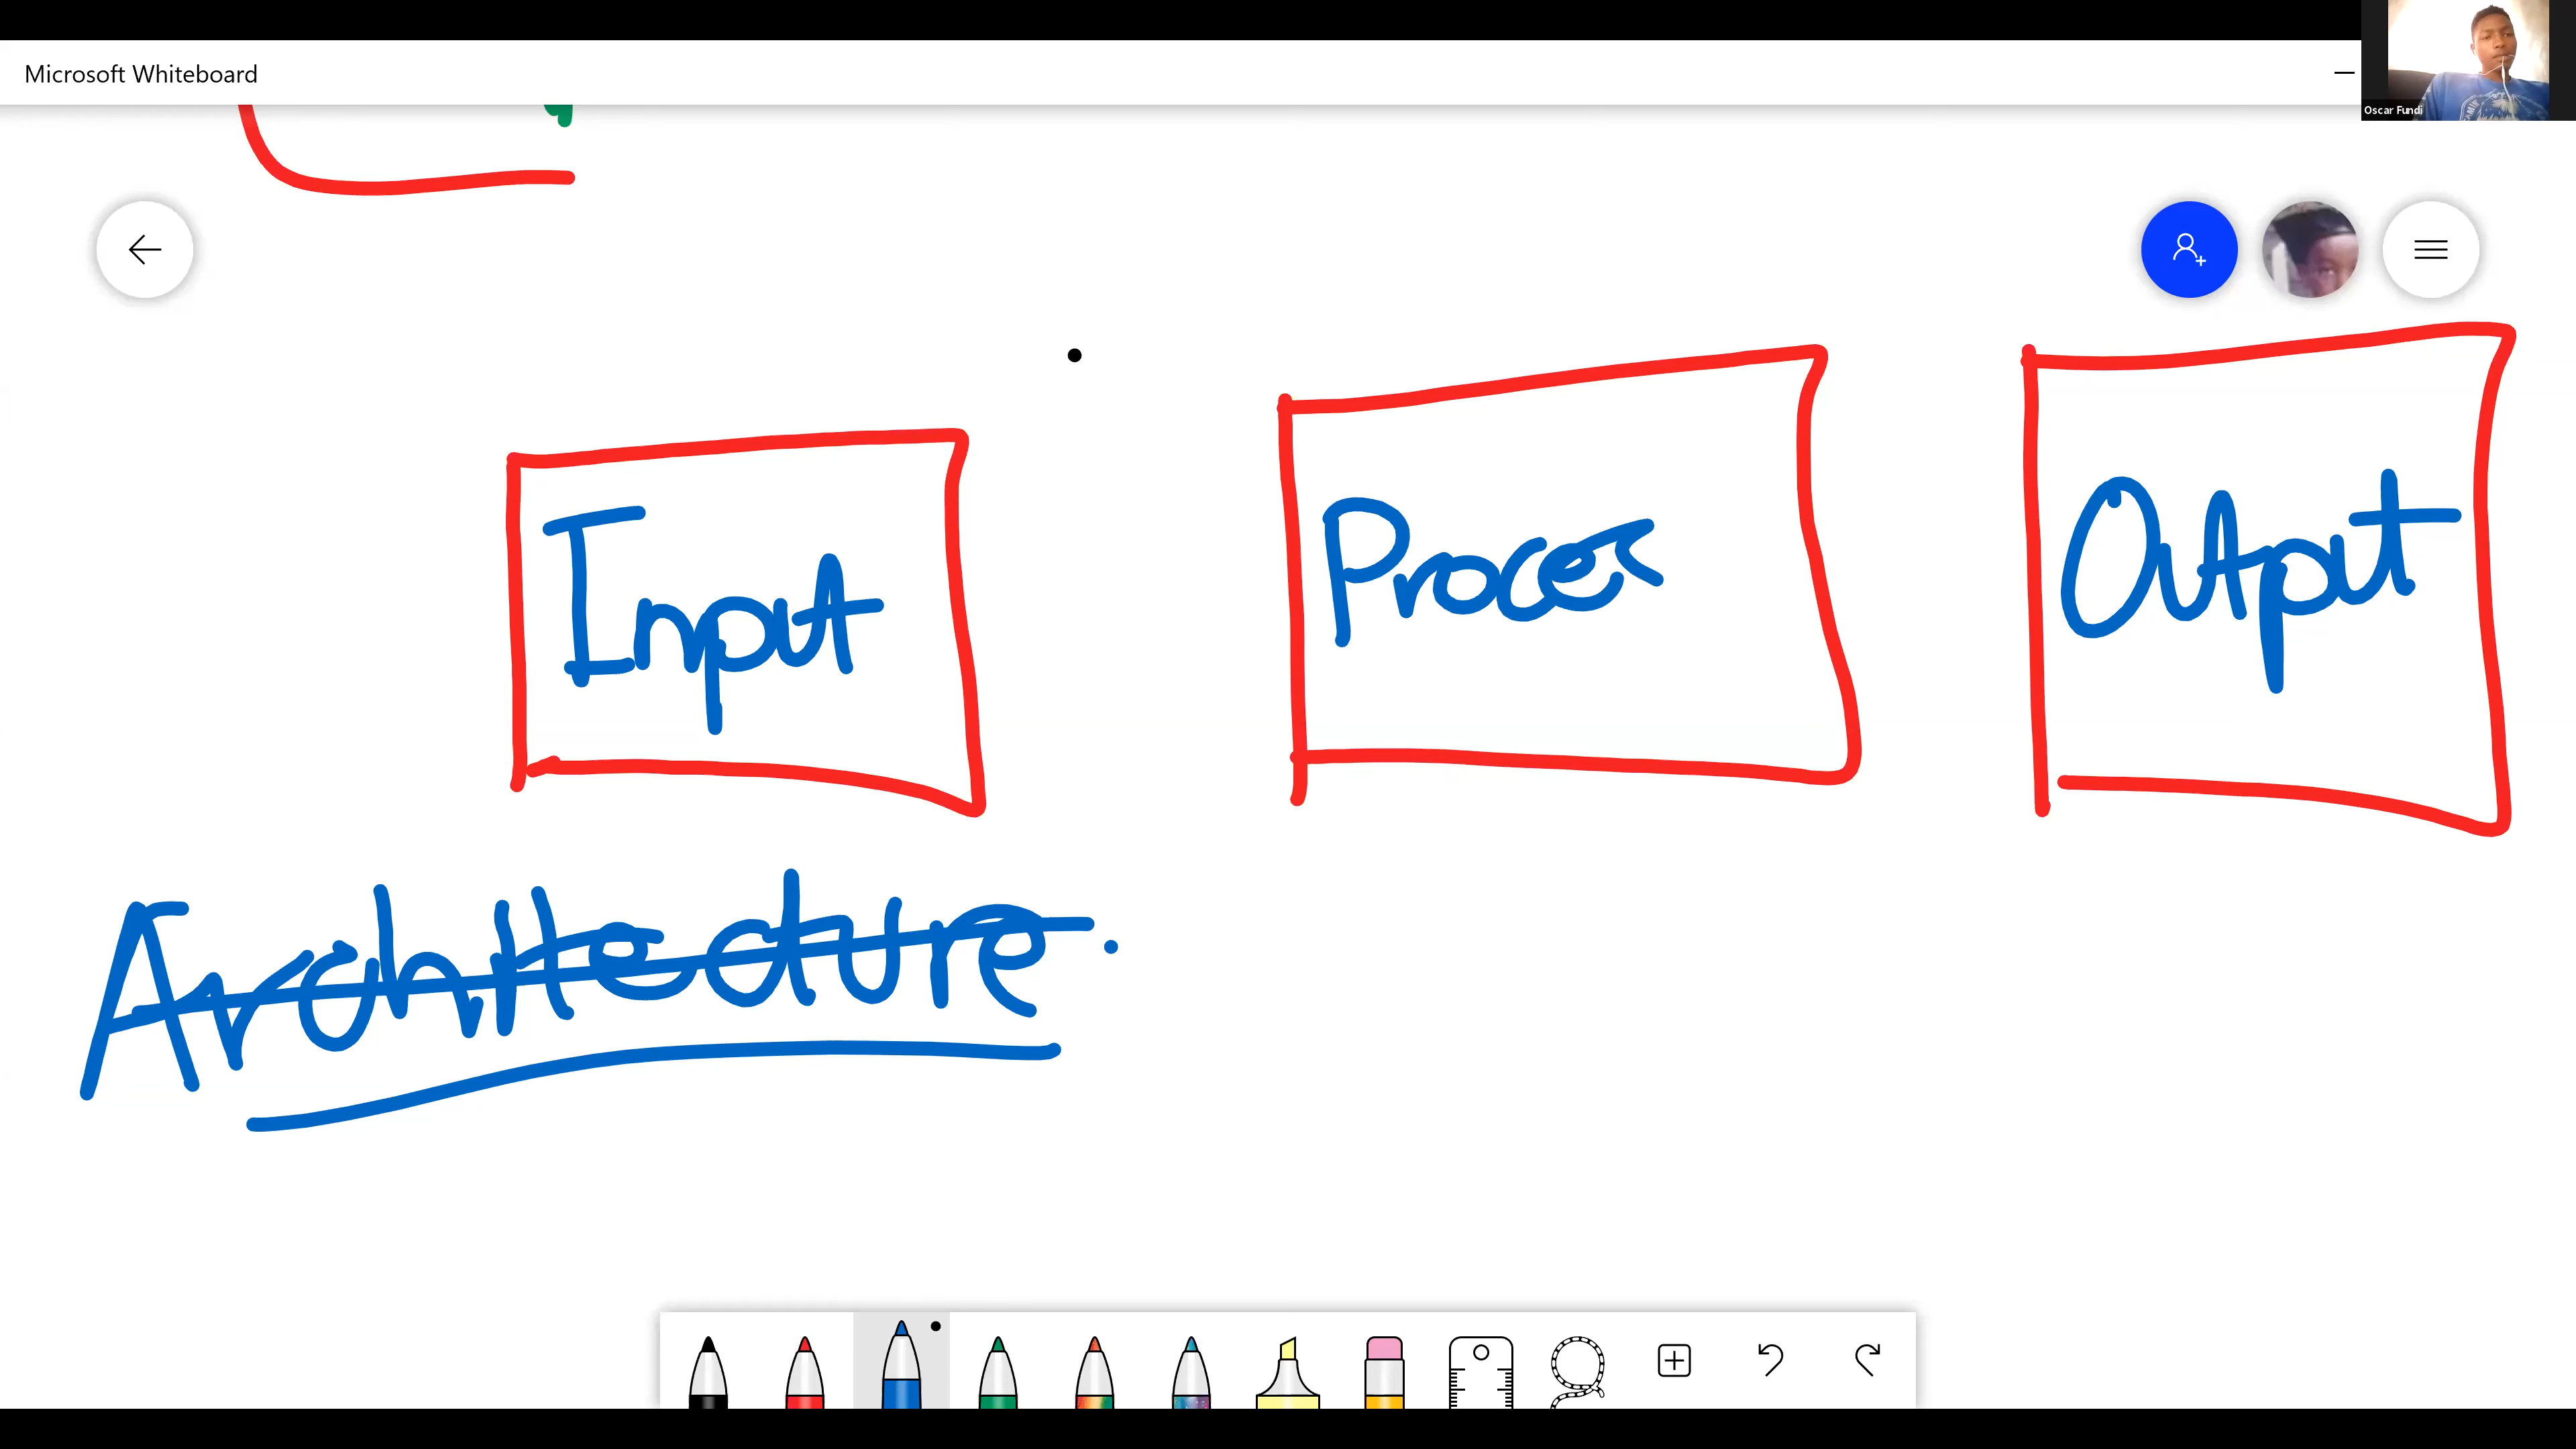 Microsoft Whiteboard
Oscar Fundi
Input
Proces
Output
Architecture.